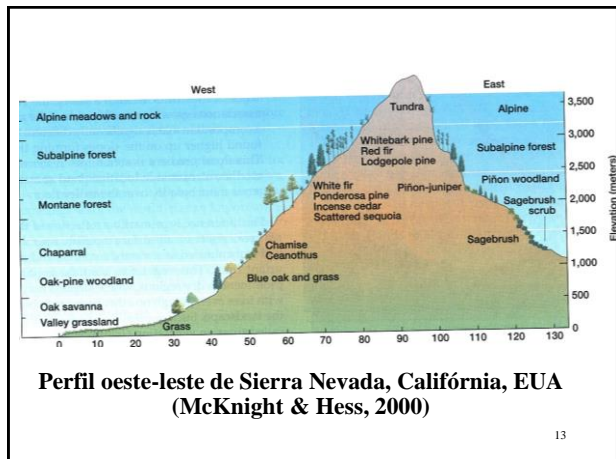 West
East
Alpine meadows and rock
Tundra
Alpine
3,500
3,000
Subalpine forest
Whitebark pine
Red fir
Lodgepole pine
Subalpine forest
2,500
Piñon woodland
Montane forest
White fir
Ponderosa pine
Incense cedar
Scattered sequoia
Piñon-juniper
Sagebrush
scrub
2,000
Elevation (meters)
1,500
Chaparral
Chamise
Ceanothus
Sagebrush
1,000
Oak-pine woodland
Blue oak and grass
500
Oak savanna
Valley grassland
Grass
0
0 10 20 30 40 50 60 70 80 90 100 110 120 130
Perfil oeste-leste de Sierra Nevada, Califórnia, EUA
(McKnight & Hess, 2000)
13